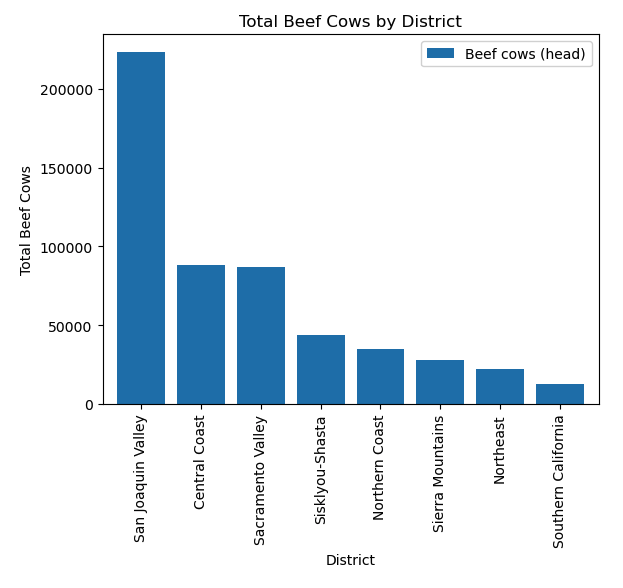 Total Beef Cows by District
Beef cows (head)
Total Beef Cows
200000
150000
100000
50000
0
San Joaquin Valley
Central Coast
Sacramento Valley
Sisklyou-Shasta
Northern Coast
Sierra Mountains
Northeast
Southern California
District